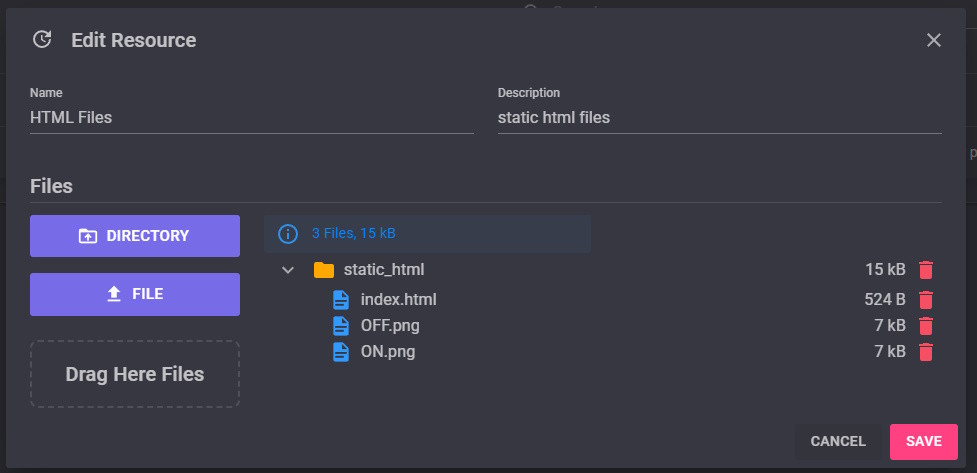 Edit Resource
Name
HTML Files
Description
static html files
Files
DIRECTORY
FILE
Drag Here Files
3 Files, 15 kB
static_html 15 kB
index.html 524 B
OFF.png 7 kB
ON.png 7 kB
CANCEL
SAVE